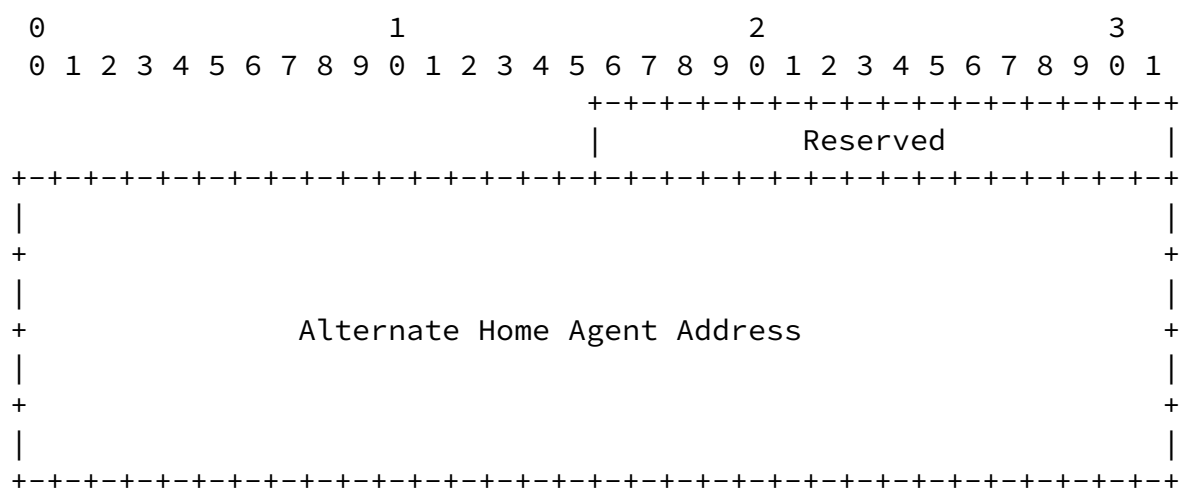 0                   1                   2                   3
 0 1 2 3 4 5 6 7 8 9 0 1 2 3 4 5 6 7 8 9 0 1 2 3 4 5 6 7 8 9 0 1
                                +-+-+-+-+-+-+-+-+-+-+-+-+-+-+-+-+
                                |           Reserved            |
+-+-+-+-+-+-+-+-+-+-+-+-+-+-+-+-+-+-+-+-+-+-+-+-+-+-+-+-+-+-+-+-+
|                                                               |
+                                                               +
|                                                               |
+               Alternate Home Agent Address                    +
|                                                               |
+                                                               +
|                                                               |
+-+-+-+-+-+-+-+-+-+-+-+-+-+-+-+-+-+-+-+-+-+-+-+-+-+-+-+-+-+-+-+-+